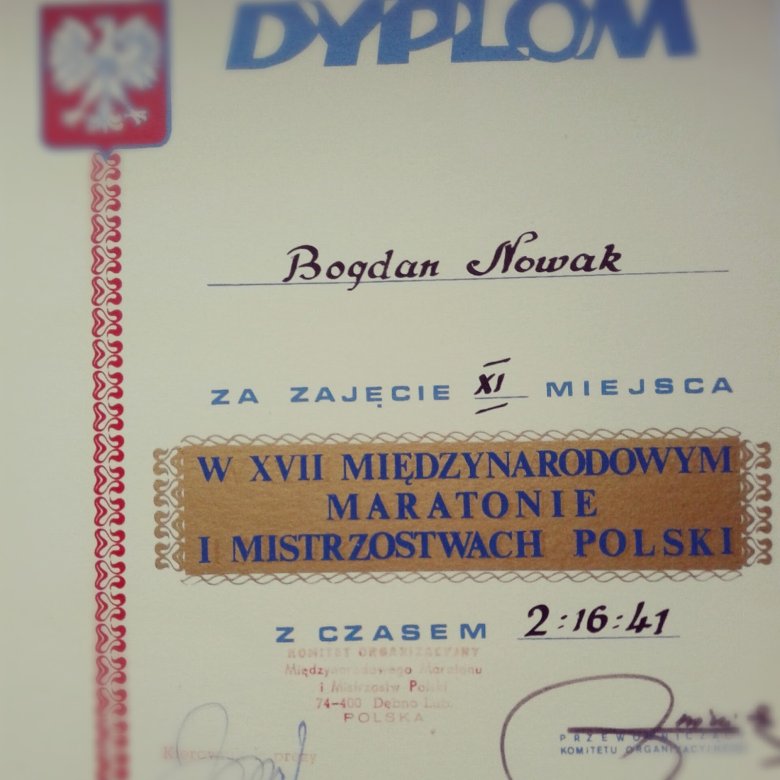 DYPLOM
Bogdan Nowak
ZA ZAJĘCIE XI MIEJSCA
W XVII MIĘDZYNARODOWYM
MARATONIE
I MISTRZOSTWACH POLSKI
Z CZASEM 2:16:41
KOMITET ORGANIZACYJNY
Międzynarodowego Maratonu
i Mistrzostw Polski
74-400 Dębno Lub.
POLSKA
PRZEWODNICZĄCY
KOMITETU ORGANIZACYJNEGO